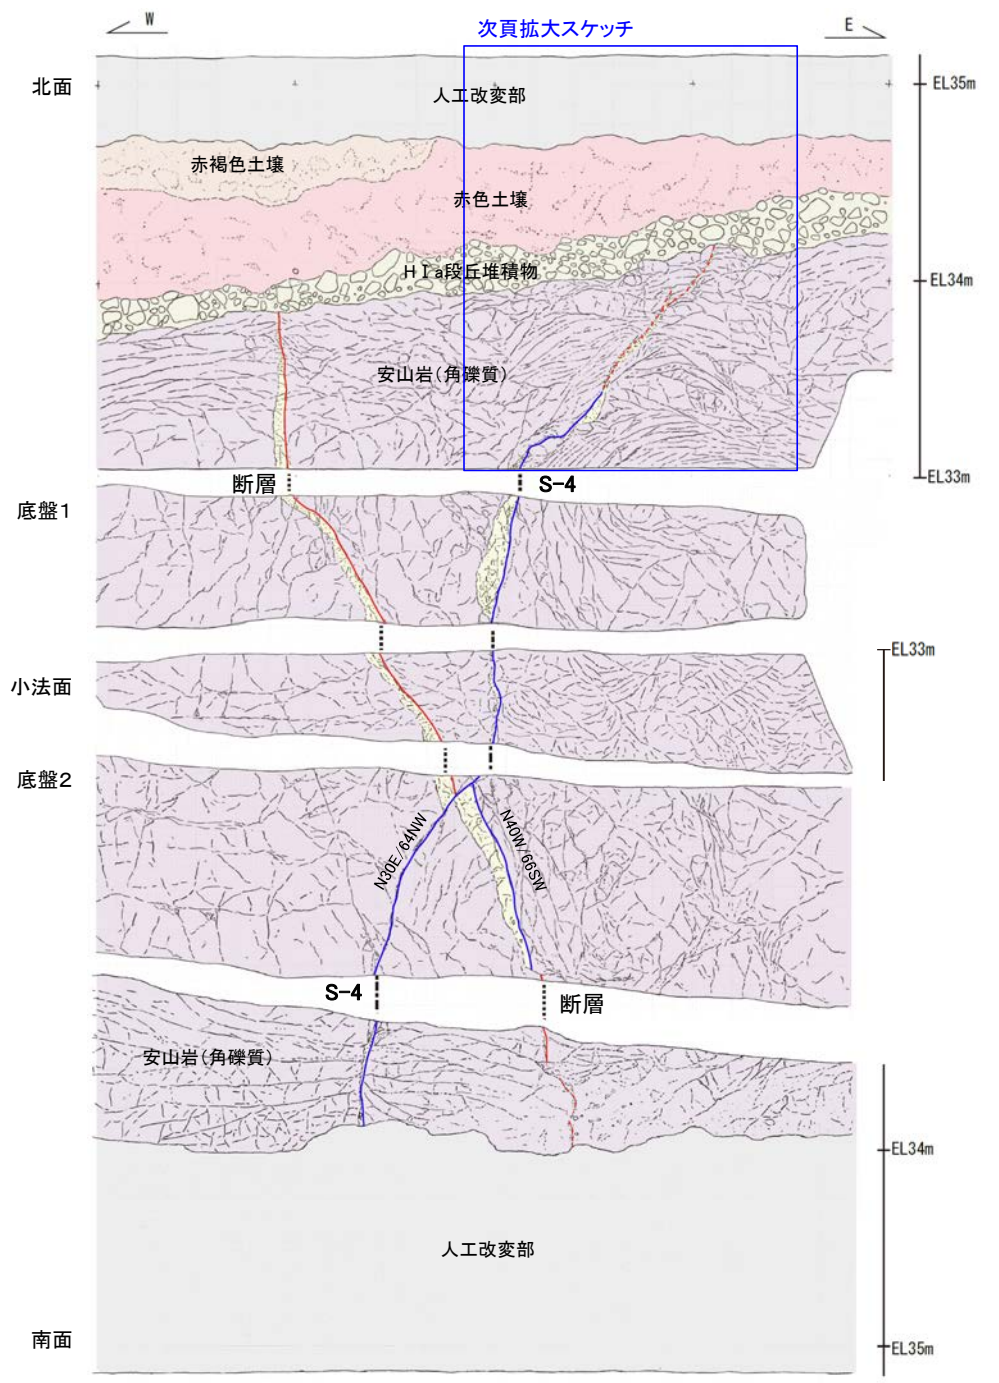 W
次頁拡大スケッチ
E
北面
人工改変部
EL35m
赤褐色土壌
赤色土壌
HⅠa段丘堆積物
EL34m
安山岩(角礫質)
断層
S-4
EL33m
底盤1
EL33m
小法面
底盤2
N30E/64NW
N40W/66SW
S-4
断層
安山岩(角礫質)
EL34m
人工改変部
南面
EL35m